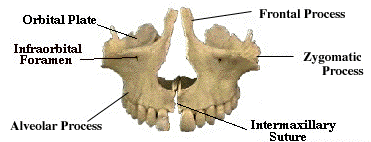 Orbital Plate
Frontal Process
Infraorbital
Foramen
Zygomatic
Process
Alveolar Process
Intermaxillary
Suture